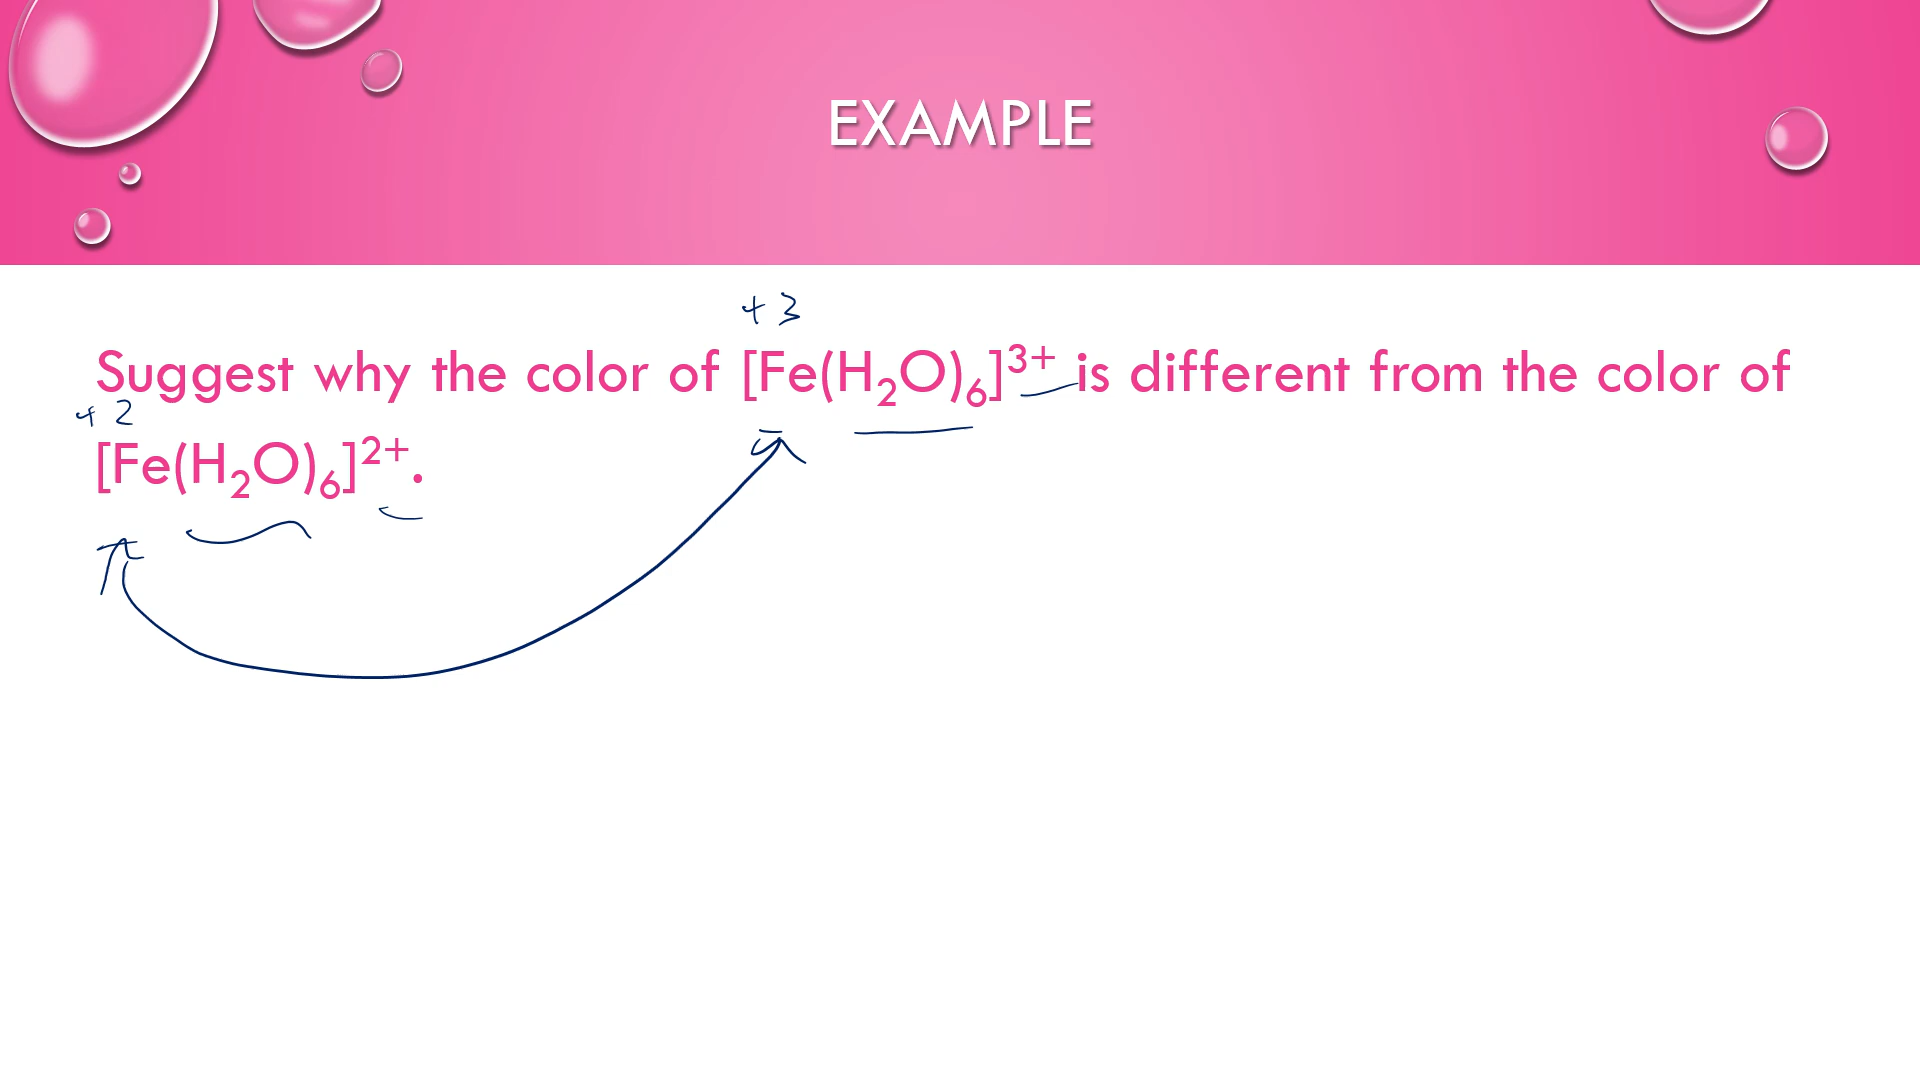 EXAMPLE
+3
Suggest why the color of [Fe(H₂O)₆]³⁺ is different from the color of
+2
[Fe(H₂O)₆]²⁺.